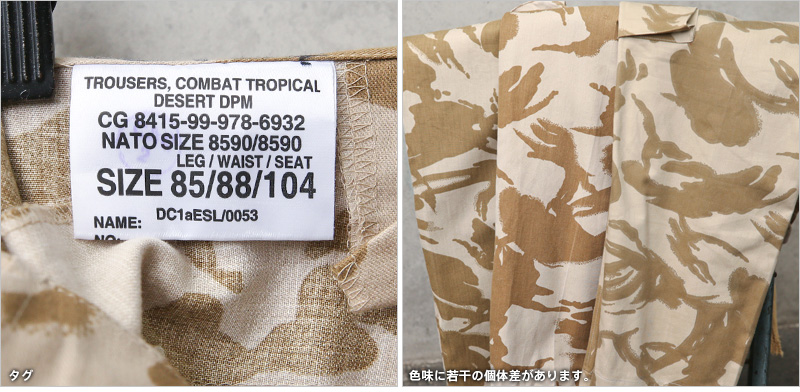 TROUSERS, COMBAT TROPICAL
DESERT DPM
CG 8415-99-978-6932
NATO SIZE 8590/8590
LEG / WAIST / SEAT
SIZE 85/88/104
DC1aESL/0053
NAME:
タグ
色味に若干の個体差があります。